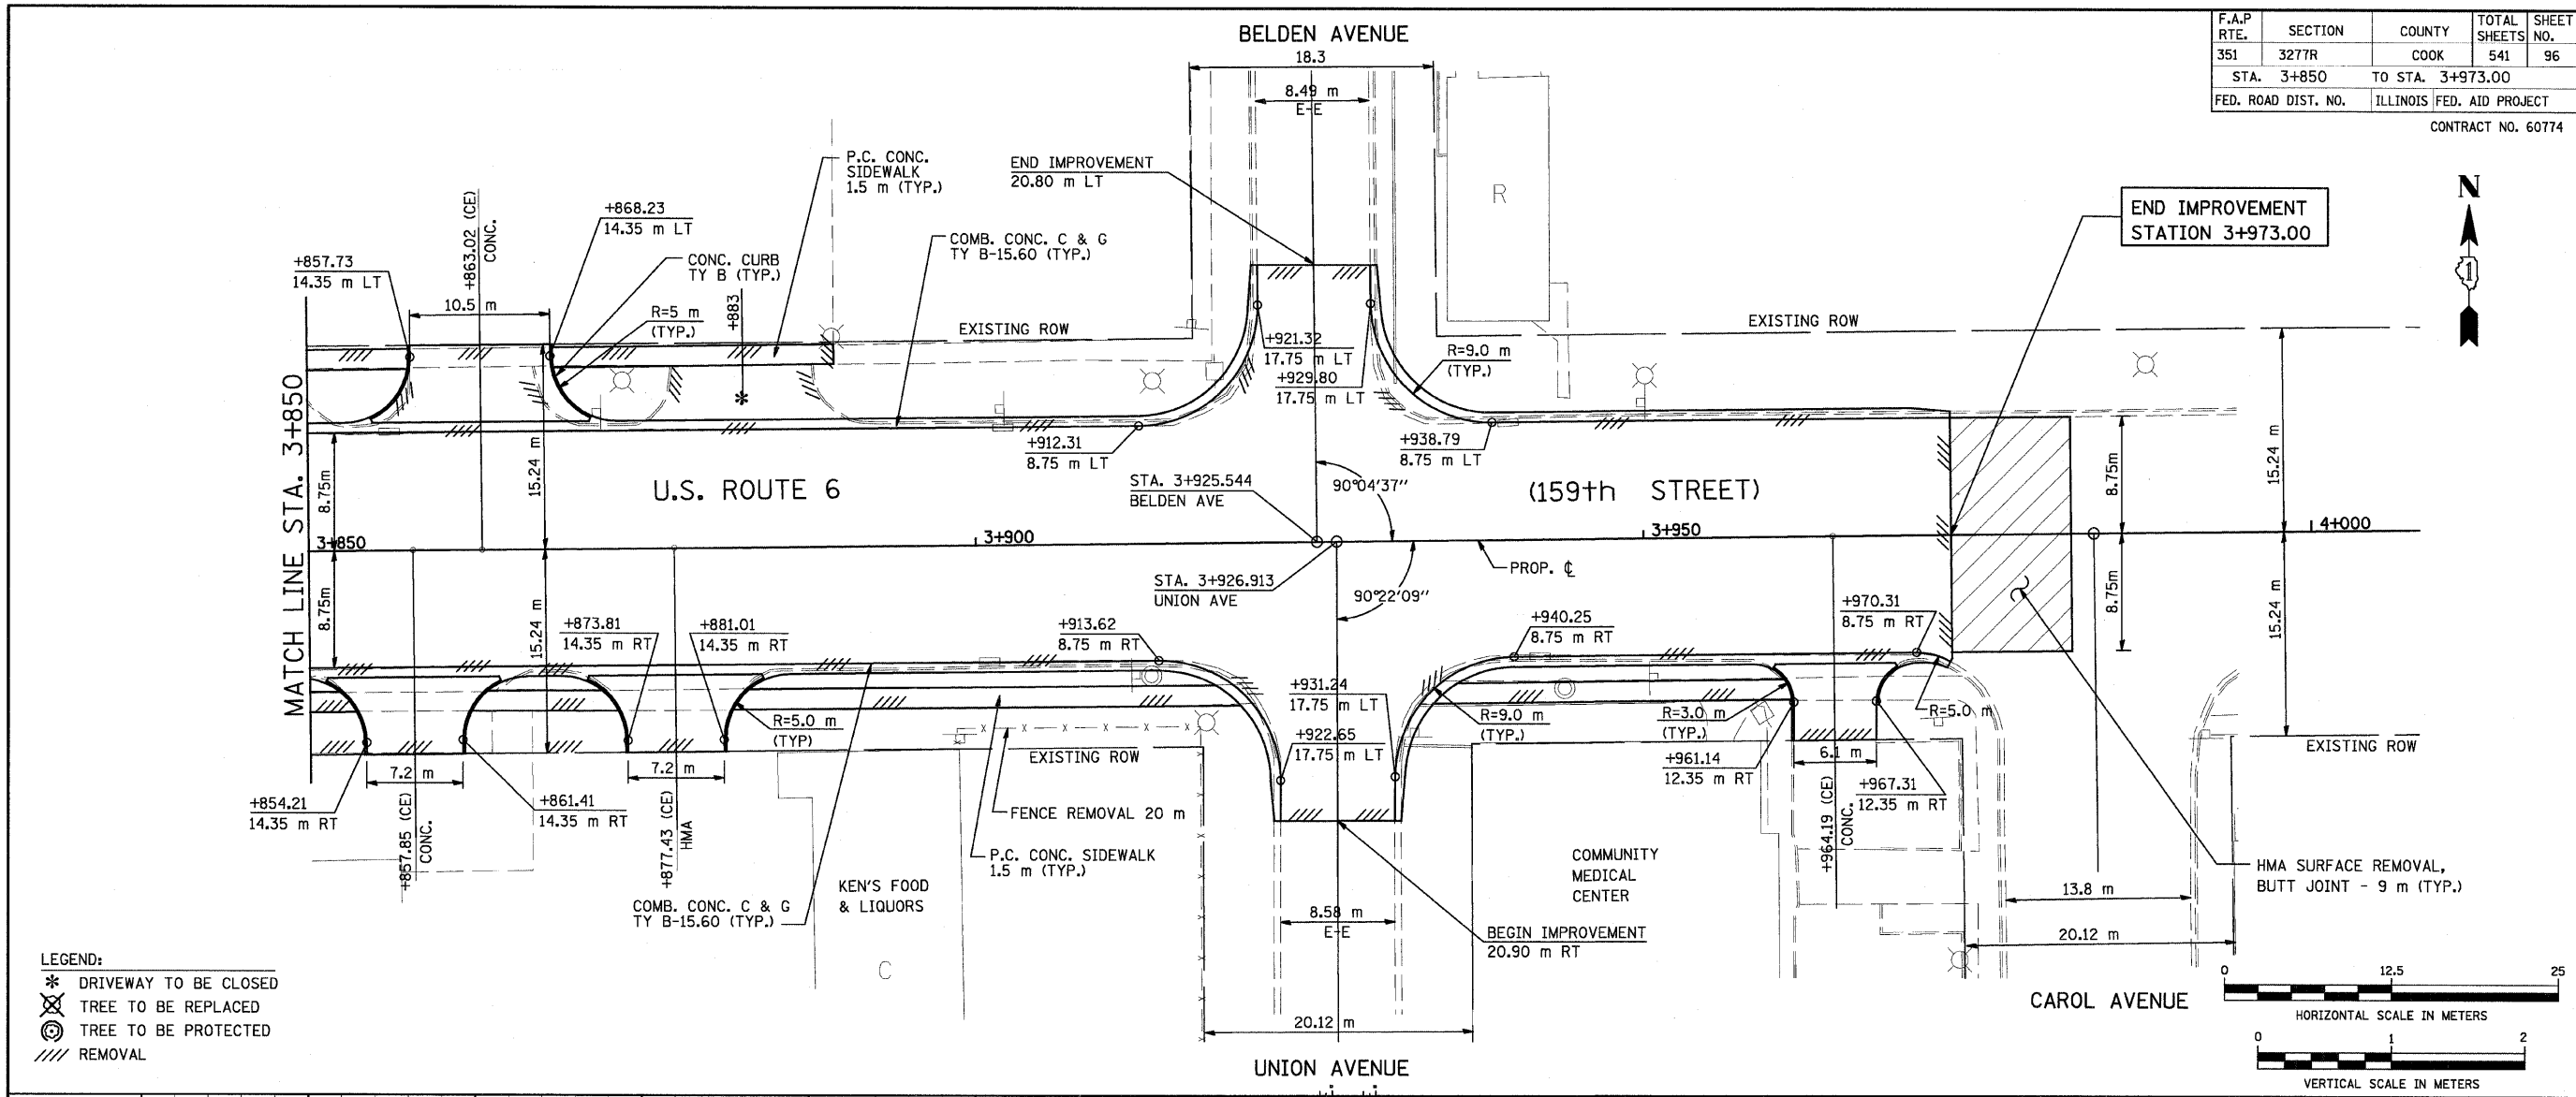 BELDEN AVENUE
18.3
8.49 m
E-E
F.A.P RTE. SECTION COUNTY TOTAL SHEETS SHEET NO.
351 3277R COOK 541 96
STA. 3+850 TO STA. 3+973.00
FED. ROAD DIST. NO. ILLINOIS FED. AID PROJECT
CONTRACT NO. 60774
N
1
END IMPROVEMENT
STATION 3+973.00
P.C. CONC.
SIDEWALK
1.5 m (TYP.)
END IMPROVEMENT
20.80 m LT
R
+863.02 (CE)
CONC.
+868.23
14.35 m LT
+857.73
14.35 m LT
CONC. CURB
TY B (TYP.)
COMB. CONC. C & G
TY B-15.60 (TYP.)
10.5 m
R=5 m
(TYP.)
+883
EXISTING ROW
EXISTING ROW
+921.32
17.75 m LT
+929.80
17.75 m LT
R=9.0 m
(TYP.)
+912.31
8.75 m LT
+938.79
8.75 m LT
MATCH LINE STA. 3+850
8.75m
15.24 m
U.S. ROUTE 6
STA. 3+925.544
BELDEN AVE
90°04'37"
(159th STREET)
8.75m
15.24 m
3+850
3+900
3+950
4+000
PROP. ℄
STA. 3+926.913
UNION AVE
90°22'09"
8.75m
15.24 m
8.75m
15.24 m
+873.81
14.35 m RT
+881.01
14.35 m RT
+913.62
8.75 m RT
+940.25
8.75 m RT
+970.31
8.75 m RT
+931.24
17.75 m LT
+922.65
17.75 m LT
R=5.0 m
(TYP)
R=9.0 m
(TYP.)
R=3.0 m
(TYP.)
R=5.0 m
EXISTING ROW
EXISTING ROW
7.2 m
7.2 m
6.1 m
+854.21
14.35 m RT
+861.41
14.35 m RT
+961.14
12.35 m RT
+967.31
12.35 m RT
+857.85 (CE)
CONC.
+877.43 (CE)
HMA
+964.19 (CE)
CONC.
FENCE REMOVAL 20 m
P.C. CONC. SIDEWALK
1.5 m (TYP.)
KEN'S FOOD
& LIQUORS
COMB. CONC. C & G
TY B-15.60 (TYP.)
C
COMMUNITY
MEDICAL
CENTER
HMA SURFACE REMOVAL,
BUTT JOINT - 9 m (TYP.)
13.8 m
8.58 m
E-E
BEGIN IMPROVEMENT
20.90 m RT
20.12 m
20.12 m
CAROL AVENUE
UNION AVENUE
LEGEND:
* DRIVEWAY TO BE CLOSED
TREE TO BE REPLACED
TREE TO BE PROTECTED
//// REMOVAL
0 12.5 25
HORIZONTAL SCALE IN METERS
0 1 2
VERTICAL SCALE IN METERS